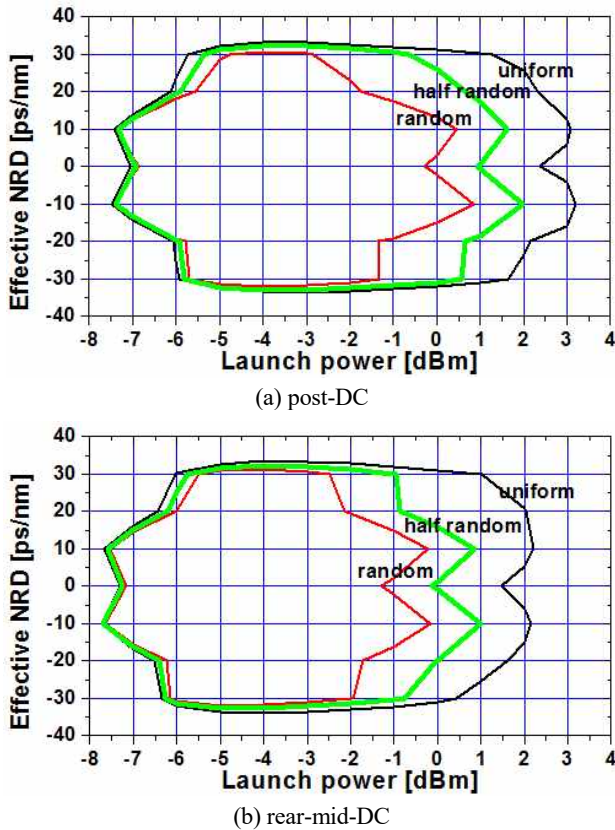 40
30
20
10
0
-10
-20
-30
-40
Effective NRD [ps/nm]
uniform
half random
random
-8 -7 -6 -5 -4 -3 -2 -1 0 1 2 3 4
Launch power [dBm]
(a) post-DC
40
30
20
10
0
-10
-20
-30
-40
Effective NRD [ps/nm]
uniform
half random
random
-8 -7 -6 -5 -4 -3 -2 -1 0 1 2 3 4
Launch power [dBm]
(b) rear-mid-DC